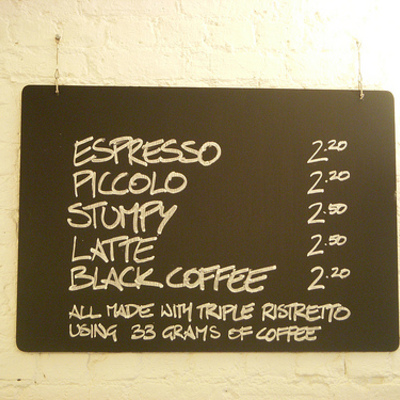 ESPRESSO 2.20
PICCOLO 2.20
STUMPY 2.50
LATTE 2.50
BLACK COFFEE 2.20
ALL MADE WITH TRIPLE RISTRETTO
USING 33 GRAMS OF COFFEE